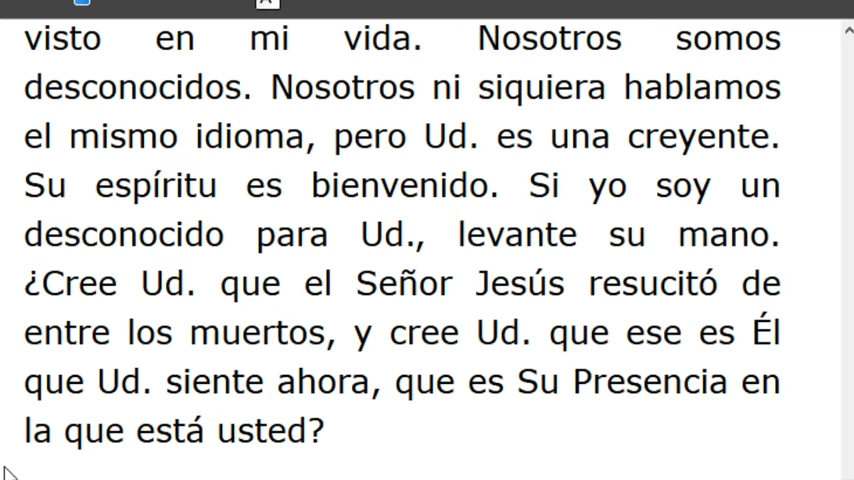 visto en mi vida. Nosotros somos
desconocidos. Nosotros ni siquiera hablamos
el mismo idioma, pero Ud. es una creyente.
Su espíritu es bienvenido. Si yo soy un
desconocido para Ud., levante su mano.
¿Cree Ud. que el Señor Jesús resucitó de
entre los muertos, y cree Ud. que ese es Él
que Ud. siente ahora, que es Su Presencia en
la que está usted?